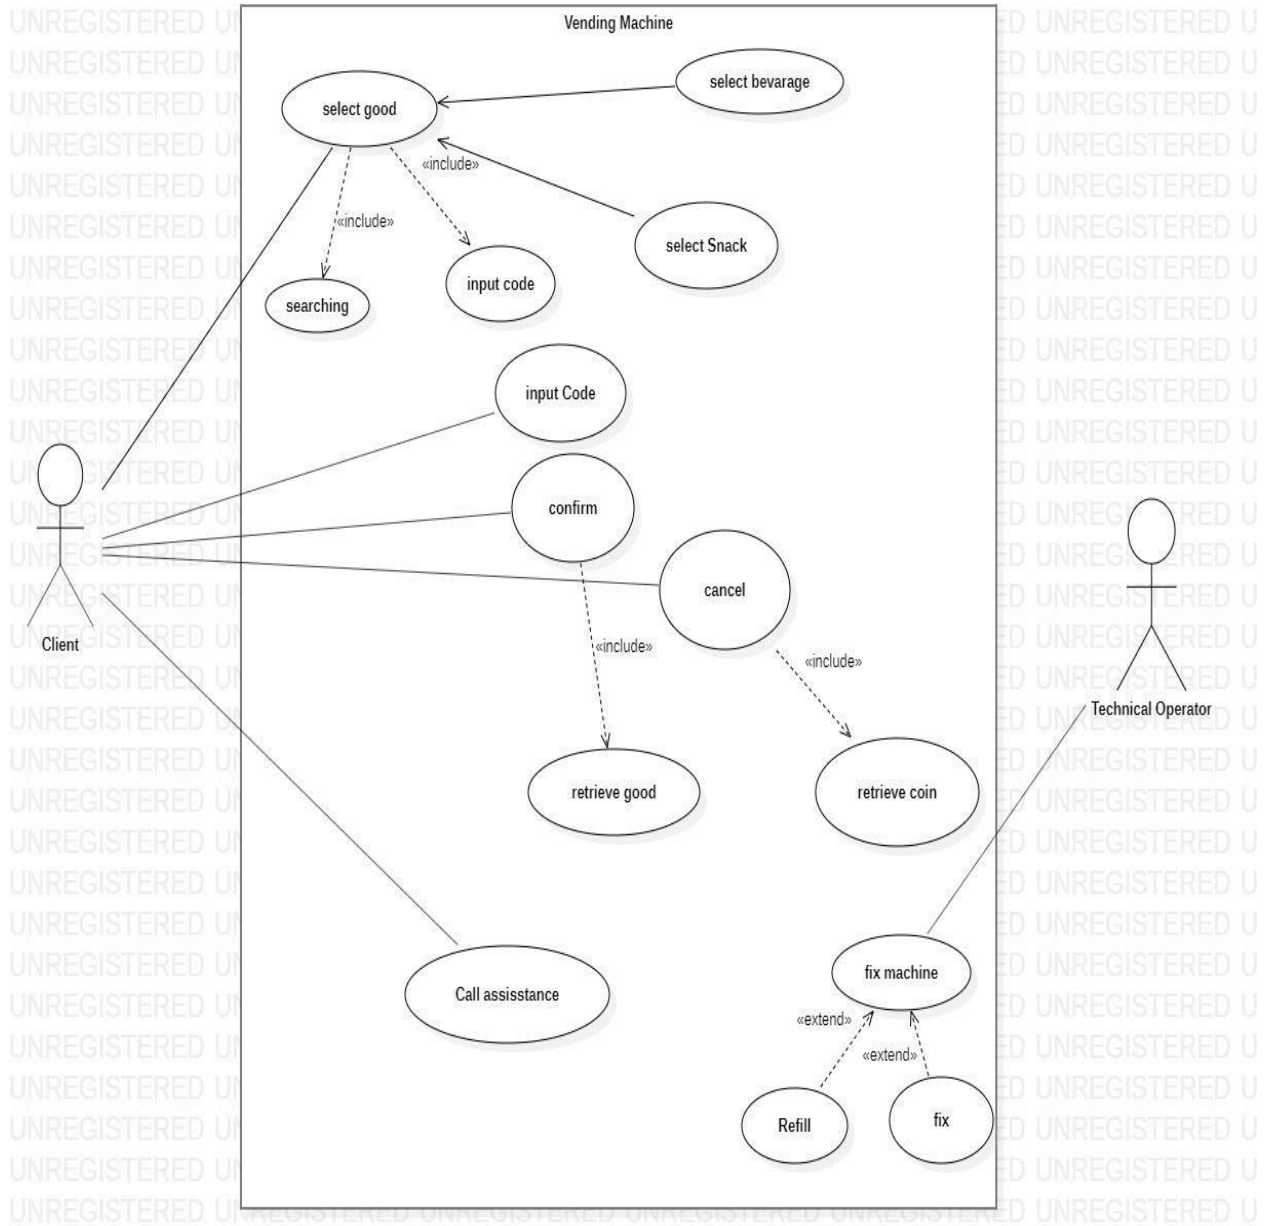 Vending Machine
select bevarage
select good
«include»
«include»
select Snack
input code
searching
input Code
confirm
cancel
Client
«include»
«include»
Technical Operator
retrieve good
retrieve coin
fix machine
Call assisstance
«extend»
«extend»
Refill
fix
UNREGISTERED